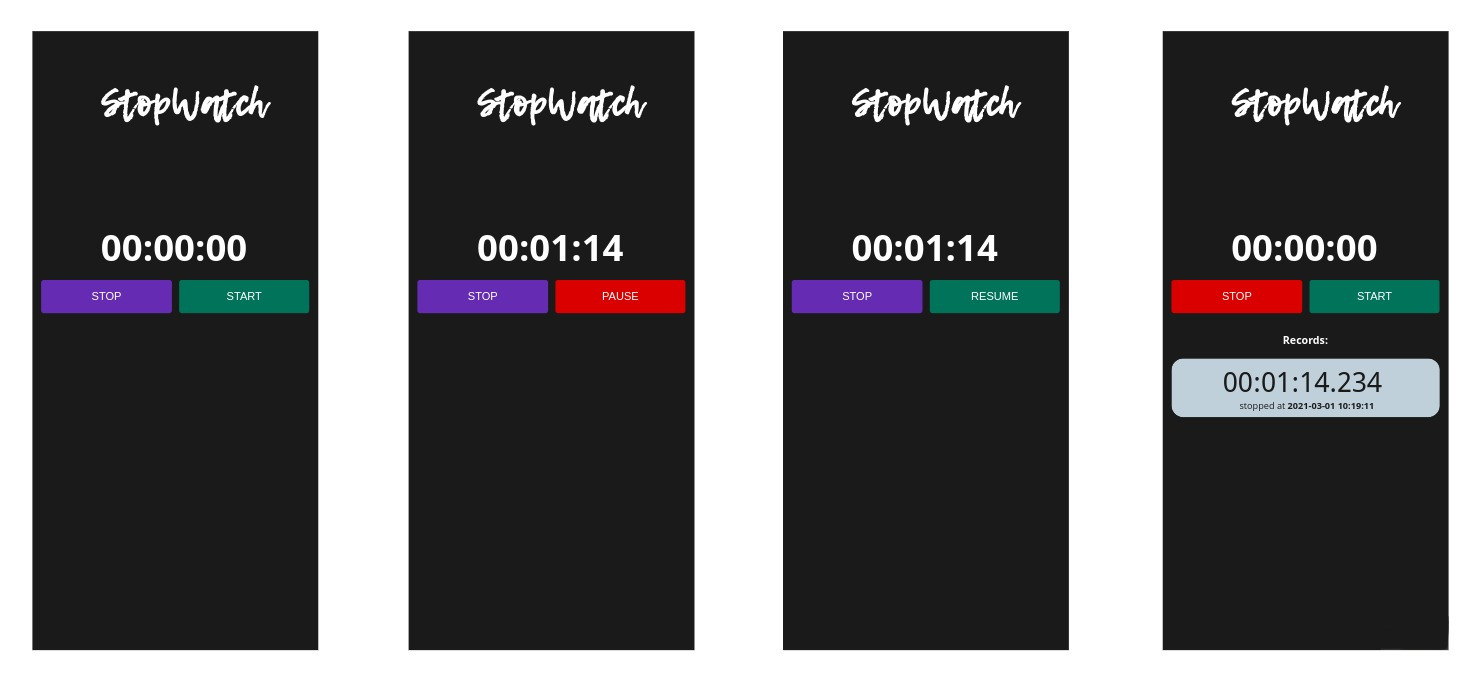 StopWatch
00:00:00
STOP START
StopWatch
00:01:14
STOP PAUSE
StopWatch
00:01:14
STOP RESUME
StopWatch
00:00:00
STOP START
Records:
00:01:14.234
stopped at 2021-03-01 10:19:11